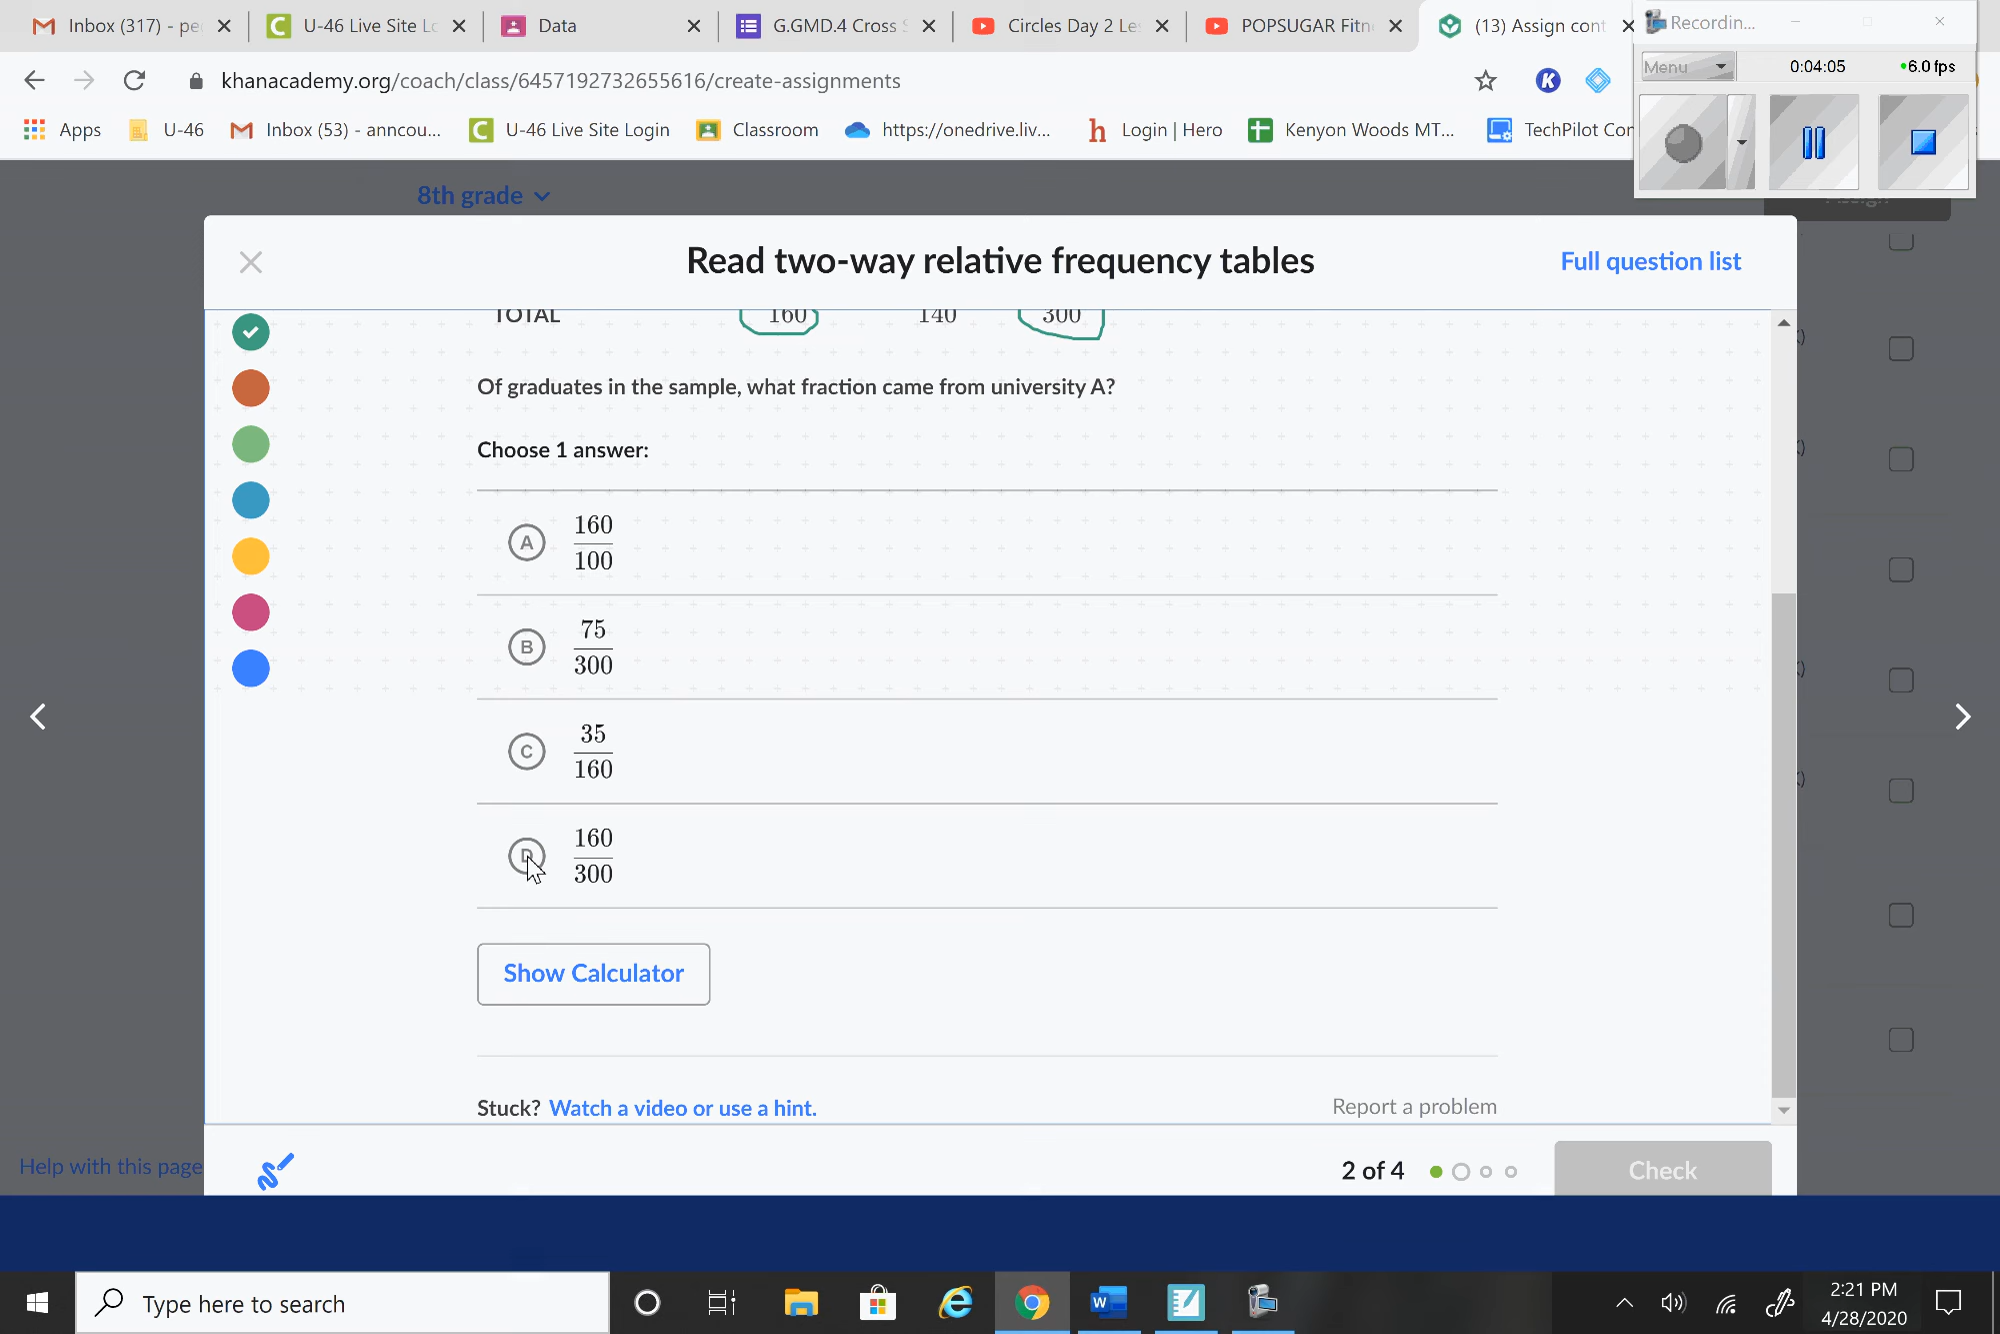 Inbox (317) - pe
U-46 Live Site Lo
Data
G.GMD.4 Cross S
Circles Day 2 Le
POPSUGAR Fitn
(13) Assign cont
Recordin...
khanacademy.org/coach/class/6457192732655616/create-assignments
Menu
0:04:05
6.0 fps
Apps
U-46
Inbox (53) - anncou...
U-46 Live Site Login
Classroom
https://onedrive.liv...
Login | Hero
Kenyon Woods MT...
TechPilot Cor
8th grade
Assign
Read two-way relative frequency tables
Full question list
TOTAL 160 140 300
Of graduates in the sample, what fraction came from university A?
Choose 1 answer:
A
160
100
B
75
300
C
35
160
D
160
300
Show Calculator
Stuck? Watch a video or use a hint.
Report a problem
Help with this page
2 of 4
Check
Type here to search
2:21 PM
4/28/2020